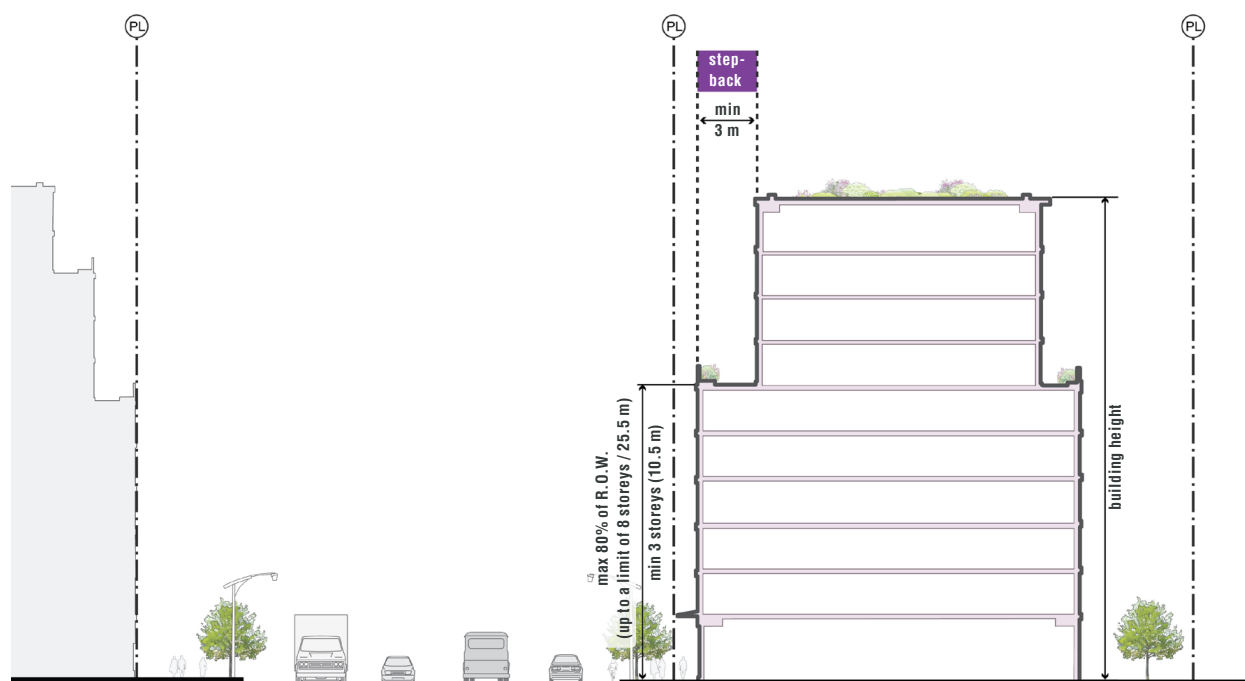 PL
PL
PL
step-
back
min
3 m
max 80% of R.O.W.
(up to a limit of 8 storeys / 25.5 m)
min 3 storeys (10.5 m)
building height